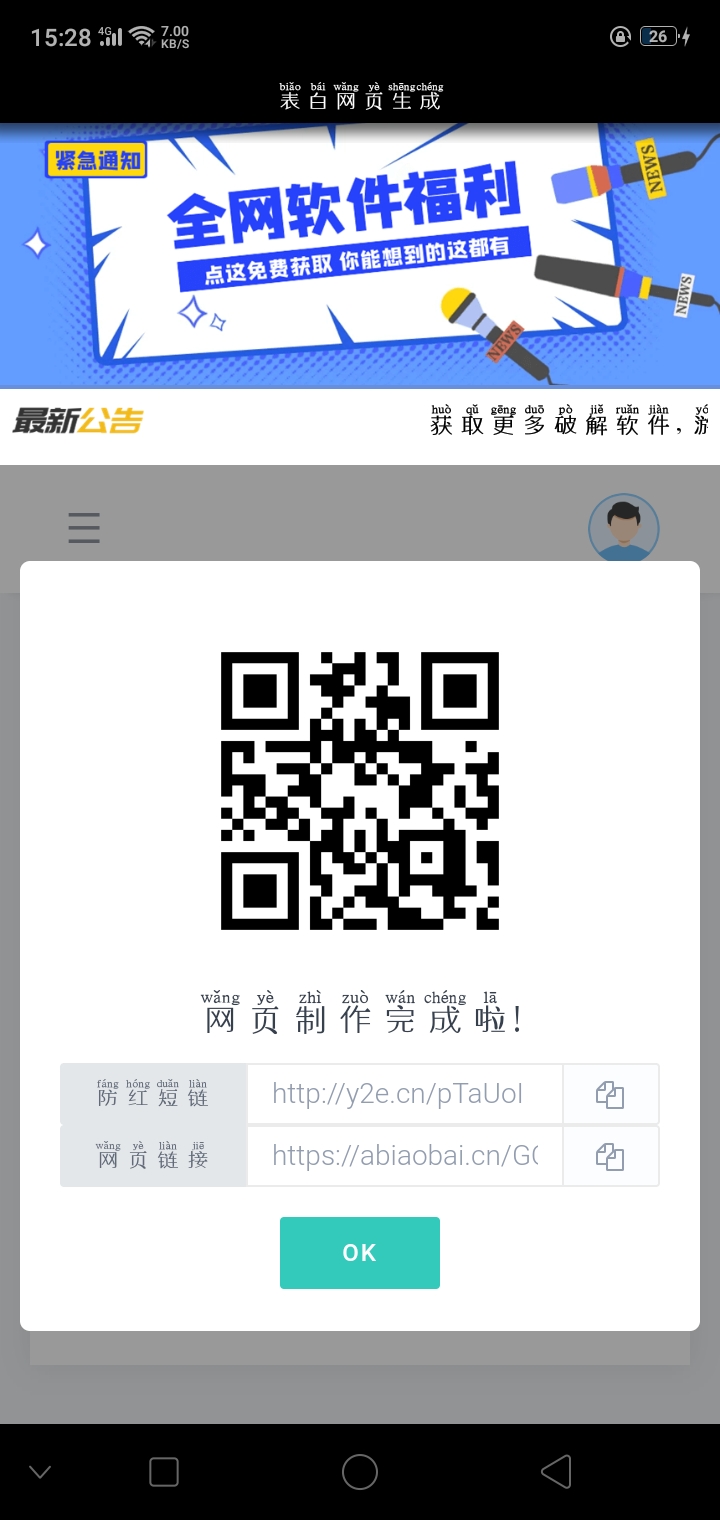 15:28 4G 7.00 KB/S 26
biǎo bái wǎng yè shēngchéng
表白网页生成
紧急通知
全网软件福利
点这免费获取 你能想到的这都有
NEWS
NEWS
NEWS
最新公告
huò qǔ gēng duō pò jiě ruǎn jiàn
获取更多破解软件，游
wǎng yè zhì zuò wán chéng lā
网页制作完成啦！
fáng hóng duǎn liàn
防红短链
http://y2e.cn/pTaUoI
wǎng yè liàn jiē
网页链接
https://abiaobai.cn/G
OK